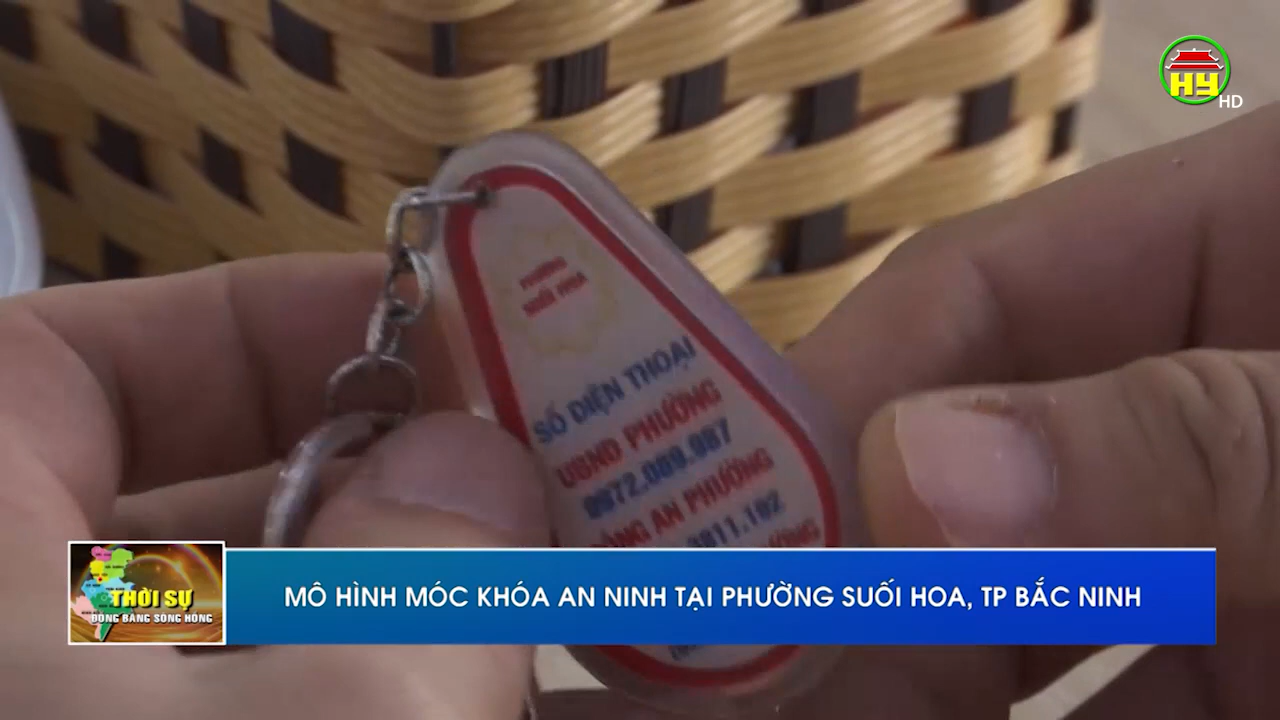 HY
HD
PHƯỜNG
SUỐI HOA
SỐ ĐIỆN THOẠI
UBND PHƯỜNG
0972.089.987
AN PHƯỜNG
THỜI SỰ
ĐỒNG BẰNG SÔNG HỒNG
MÔ HÌNH MÓC KHÓA AN NINH TẠI PHƯỜNG SUỐI HOA, TP BẮC NINH